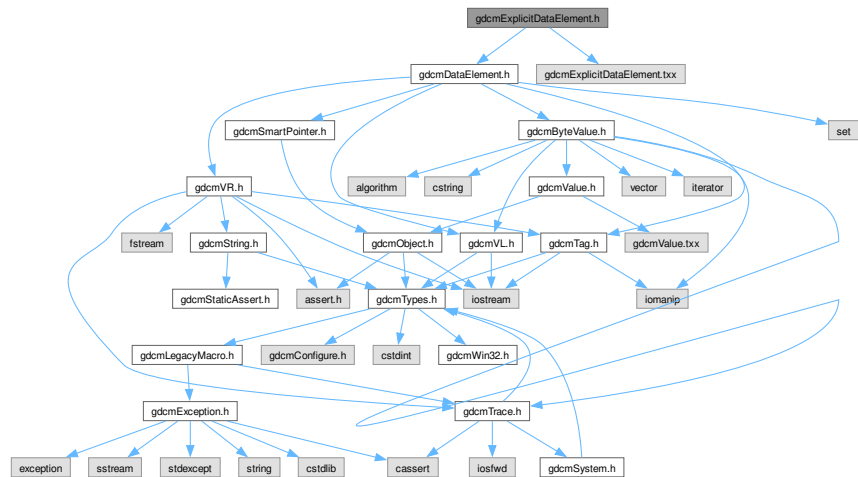 gdcmExplicitDataElement.h
gdcmDataElement.h
gdcmExplicitDataElement.txx
gdcmSmartPointer.h
gdcmByteValue.h
set
gdcmVR.h
algorithm
cstring
gdcmValue.h
vector
iterator
fstream
gdcmString.h
gdcmObject.h
gdcmVL.h
gdcmTag.h
gdcmValue.txx
gdcmStaticAssert.h
assert.h
gdcmTypes.h
iostream
iomanip
gdcmLegacyMacro.h
gdcmConfigure.h
cstdint
gdcmWin32.h
gdcmException.h
gdcmTrace.h
exception
sstream
stdexcept
string
cstdlib
cassert
iosfwd
gdcmSystem.h